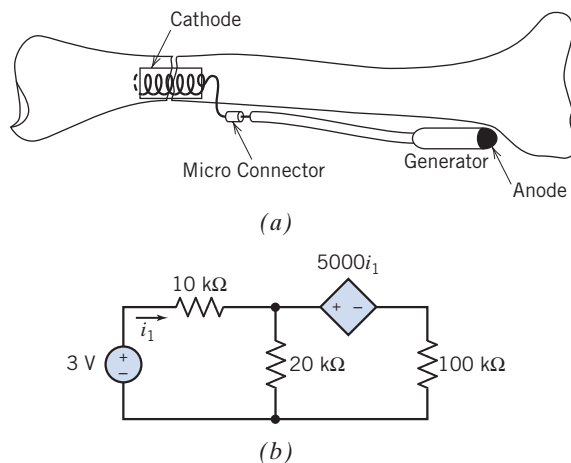 Cathode
Micro Connector
Generator
Anode
(a)
5000i₁
10 kΩ
i₁
+ −
3 V
+
−
20 kΩ
100 kΩ
(b)